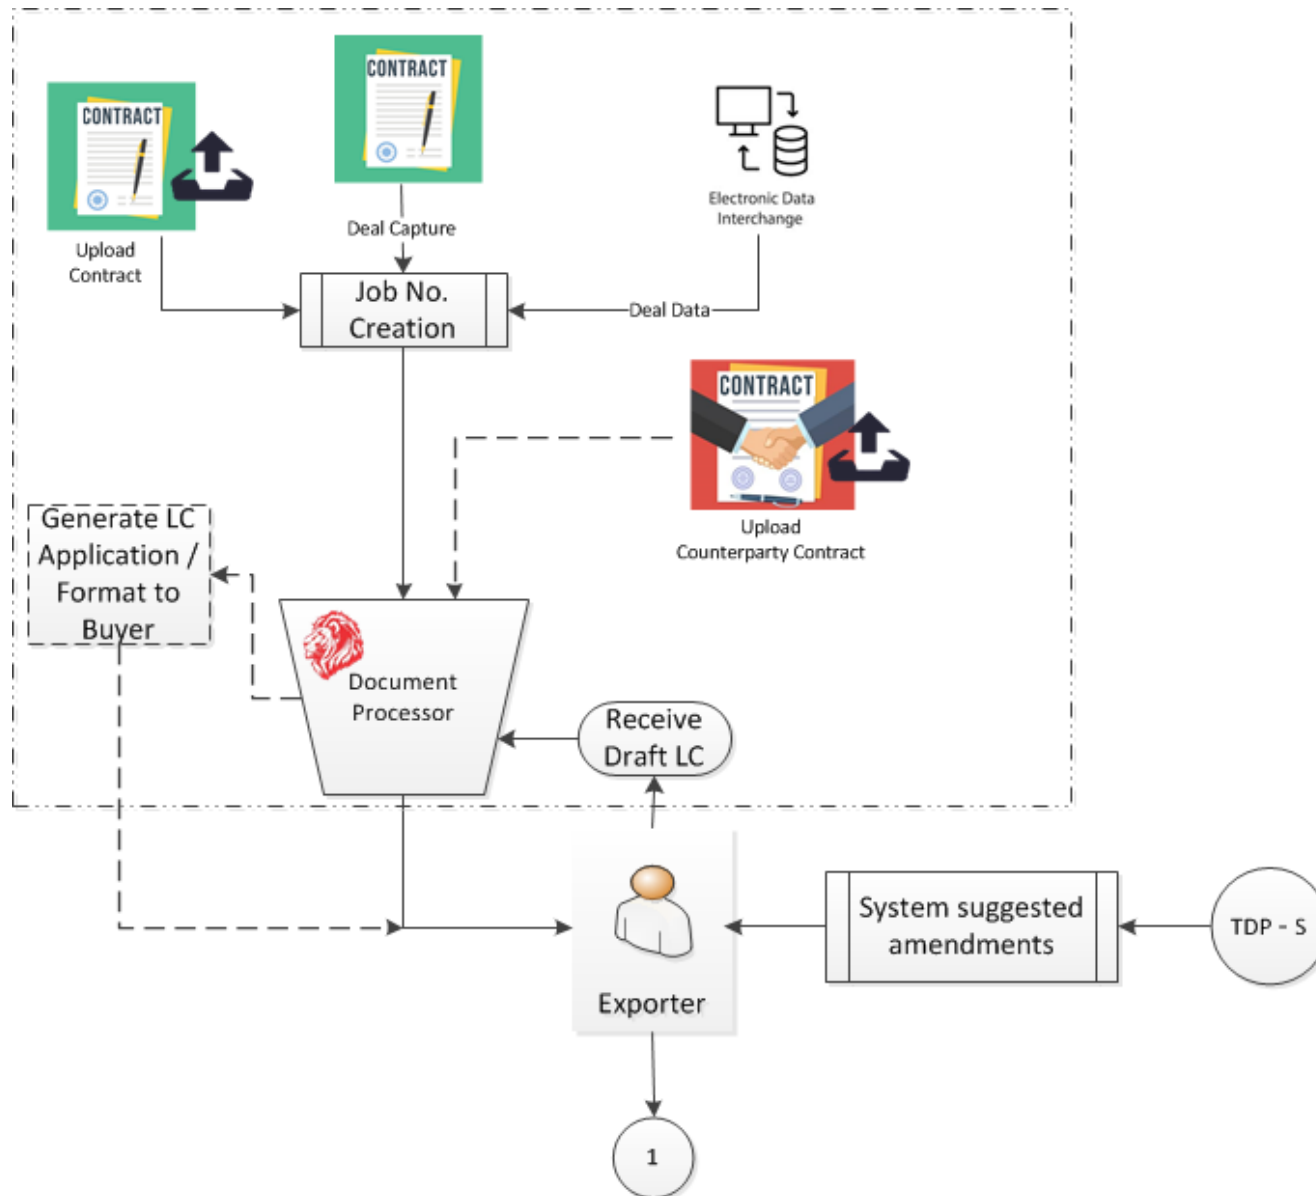 CONTRACT
CONTRACT
Electronic Data
Interchange
Deal Capture
Upload
Contract
Job No.
Creation
Deal Data
CONTRACT
Upload
Counterparty Contract
Generate LC
Application /
Format to
Buyer
Document
Processor
Receive
Draft LC
System suggested
amendments
TDP - S
Exporter
1